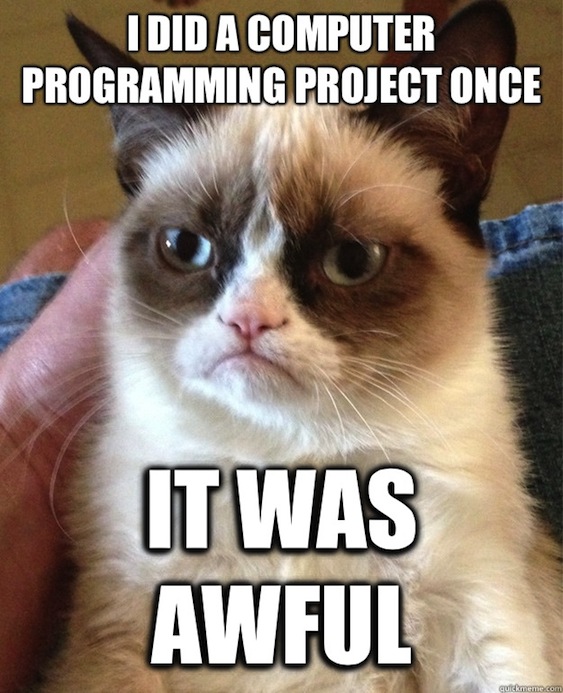 I DID A COMPUTER
PROGRAMMING PROJECT ONCE
IT WAS
AWFUL
quickmeme.com